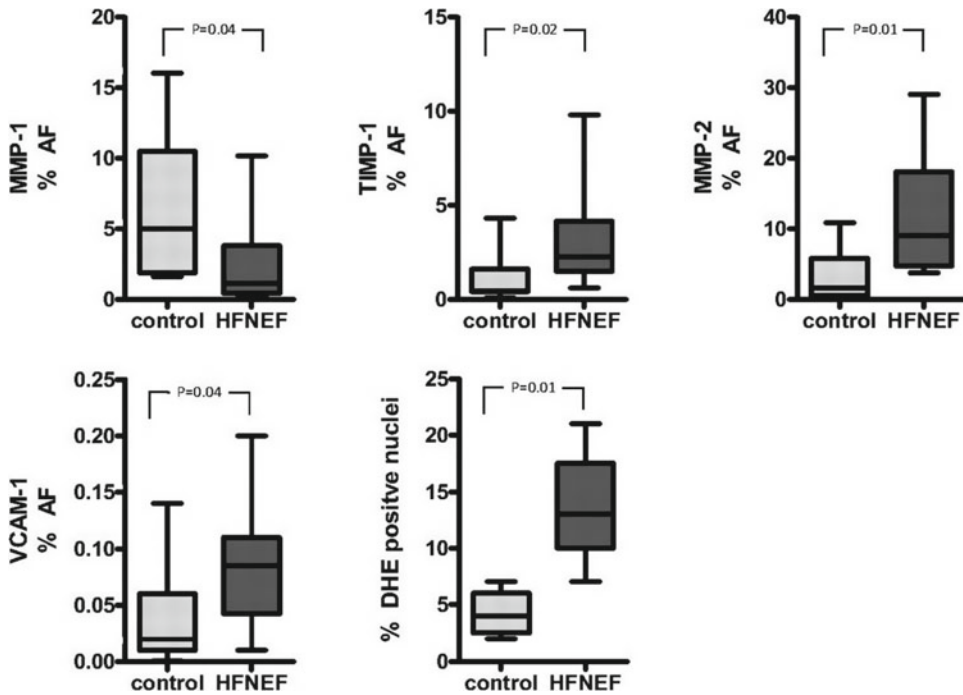 MMP-1
% AF
20
15
10
5
0
P=0.04
control HFNEF
TIMP-1
% AF
15
10
5
0
P=0.02
control HFNEF
MMP-2
% AF
40
30
20
10
0
P=0.01
control HFNEF
VCAM-1
% AF
0.25
0.20
0.15
0.10
0.05
0.00
P=0.04
control HFNEF
% DHE positve nuclei
25
20
15
10
5
0
P=0.01
control HFNEF